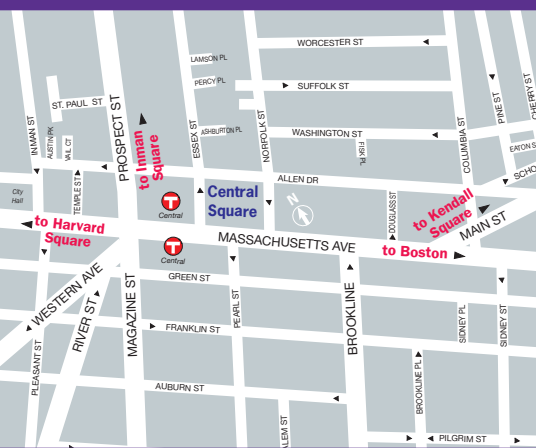 WORCESTER ST
LAMSON PL
PERCY PL
SUFFOLK ST
ST. PAUL ST
INMAN ST
AUSTIN PK
VAIL CT
PROSPECT ST
to Inman
Square
ESSEX ST
ASHBURTON PL
NORFOLK ST
WASHINGTON ST
FISK PL
COLUMBIA ST
PINE ST
CHERRY ST
EATON S
SCHO
ALLEN DR
City
Hall
TEMPLE ST
T
Central
Central
Square
N
DOUGLASS ST
to Kendall
Square
MAIN ST
to Harvard
Square
T
Central
MASSACHUSETTS AVE
to Boston
WESTERN AVE
RIVER ST
MAGAZINE ST
GREEN ST
PEARL ST
FRANKLIN ST
BROOKLINE
SIDNEY PL
SIDNEY ST
PLEASANT ST
AUBURN ST
BROOKLINE PL
ALEM ST
PILGRIM ST